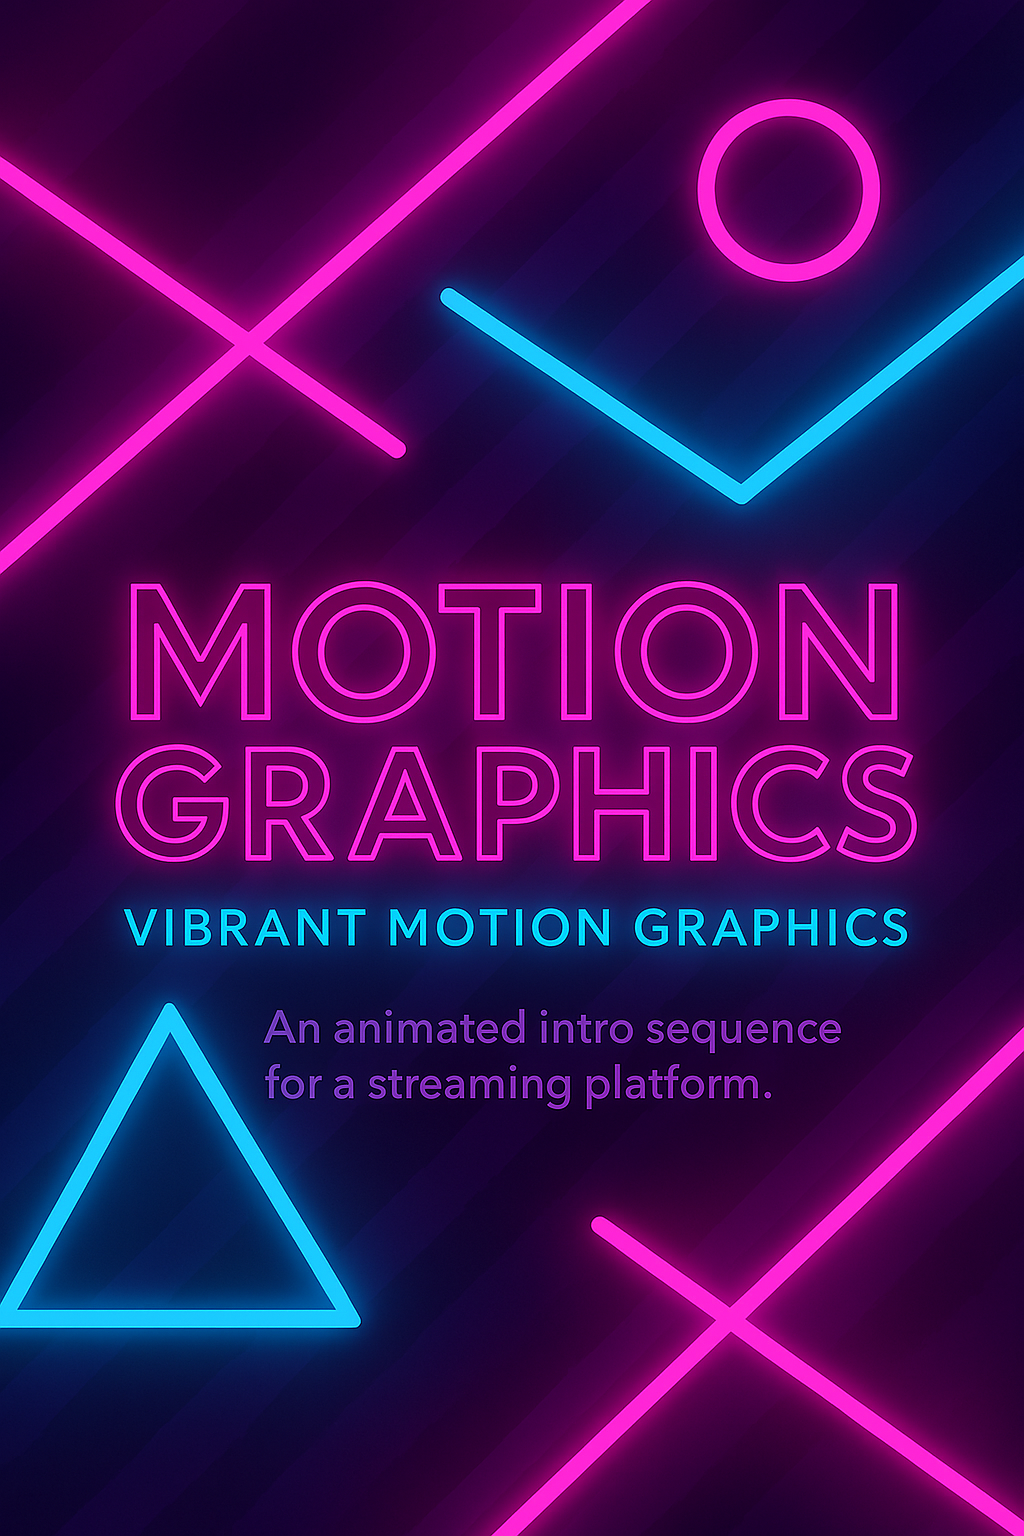 MOTION
GRAPHICS
VIBRANT MOTION GRAPHICS
An animated intro sequence
for a streaming platform.